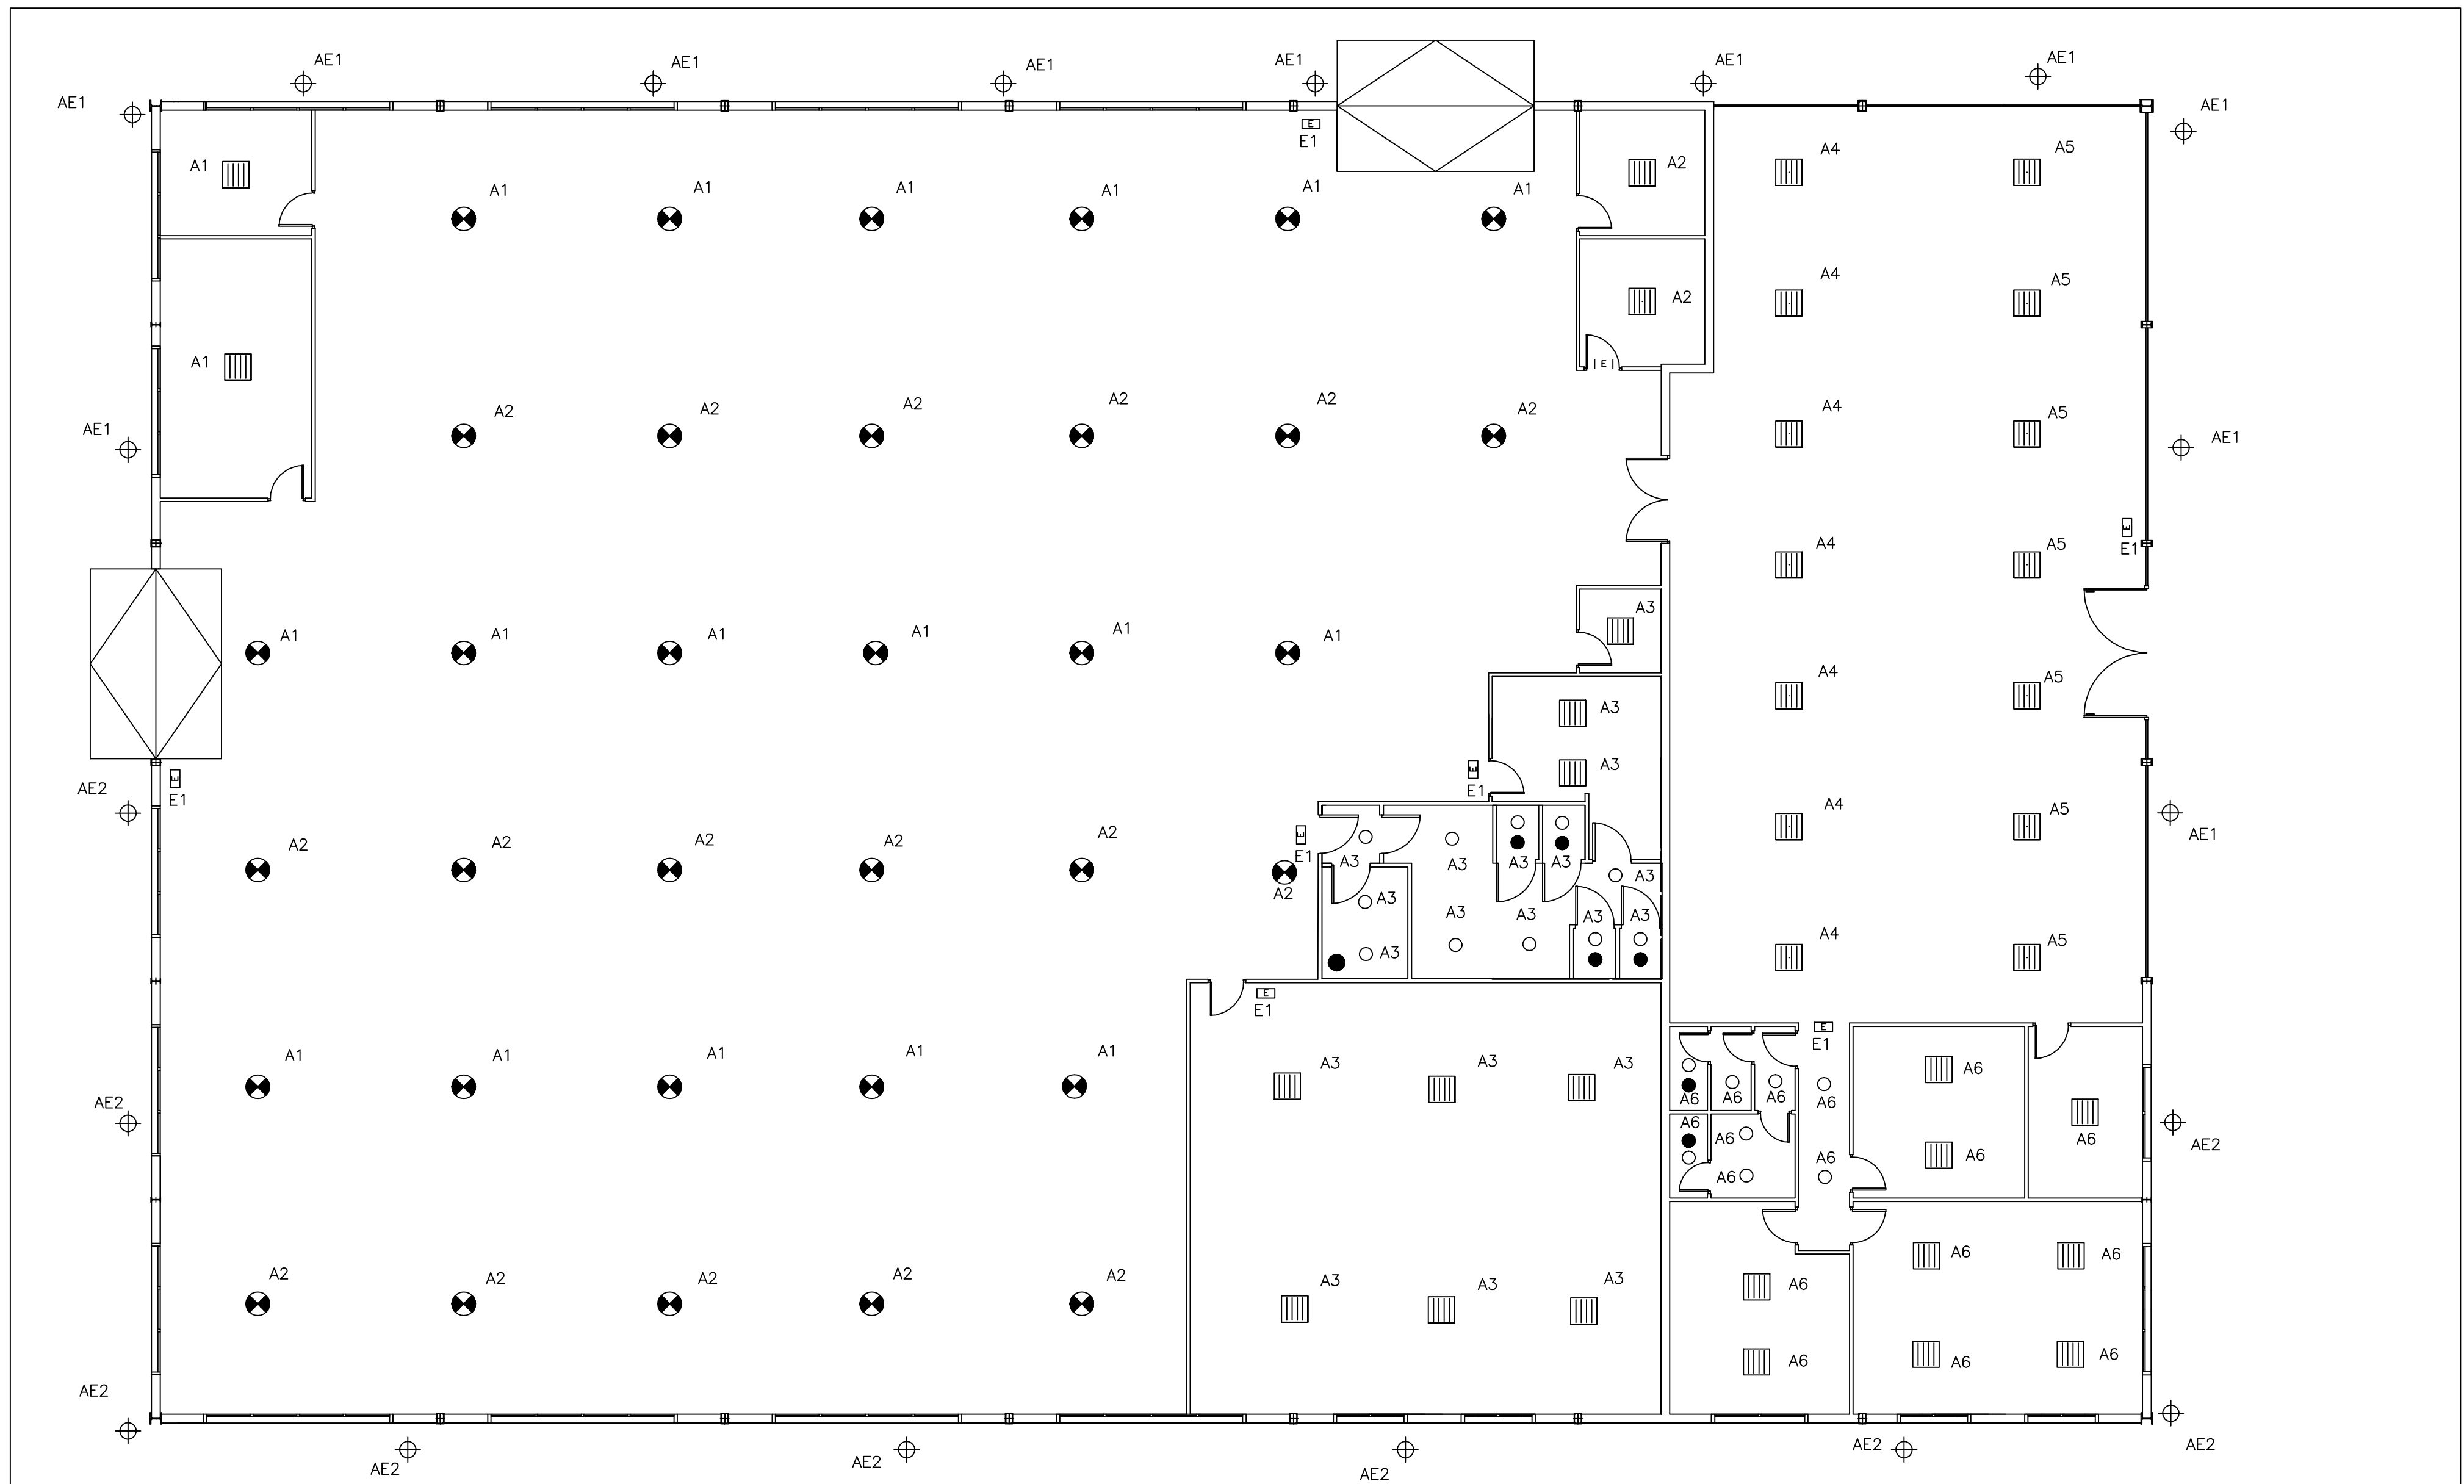 AE1 AE1 AE1 AE1 AE1 AE1
AE1 AE1
E
E1
A1 A1 A1 A1 A1 A1 A1 A2 A4 A5
A1 A2 E A4 A5
A2 A2 A2 A2 A2 A2 A4 A5
AE1 AE1
E
E1
A4 A5
A1 A1 A1 A1 A1 A1 A3
A4 A5
A3
A3
E
E1
E
E1
AE2 AE1
A4 A5
A2 A2 A2 A2 A2 A2
E
E1
A3 A3 A3 A3 A3
A3 A3 A3 A3 A3
A3 A4 A5
E
E1
E
E1
A1 A1 A1 A1 A1 A3 A3 A3 A6
AE2 A6 A6 A6 A6
A6 A6 A6 AE2
A6 A6 A6
A2 A2 A2 A2 A2 A3 A3 A3 A6 A6 A6
A6 A6 A6
AE2 AE2 AE2 AE2 AE2 AE2